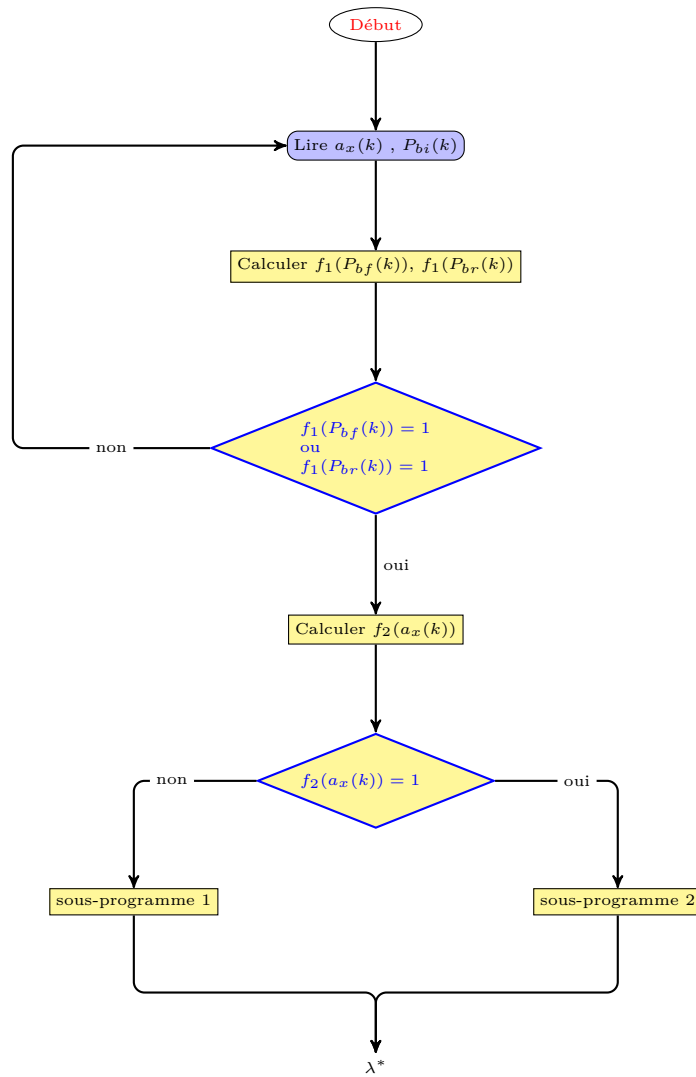 Début
Lire $a_x(k)$ , $P_{bi}(k)$
Calculer $f_1(P_{bf}(k))$, $f_1(P_{br}(k))$
$f_1(P_{bf}(k)) = 1$
ou
$f_1(P_{br}(k)) = 1$
non
oui
Calculer $f_2(a_x(k))$
$f_2(a_x(k)) = 1$
non
oui
sous-programme 1
sous-programme 2
$\lambda^*$